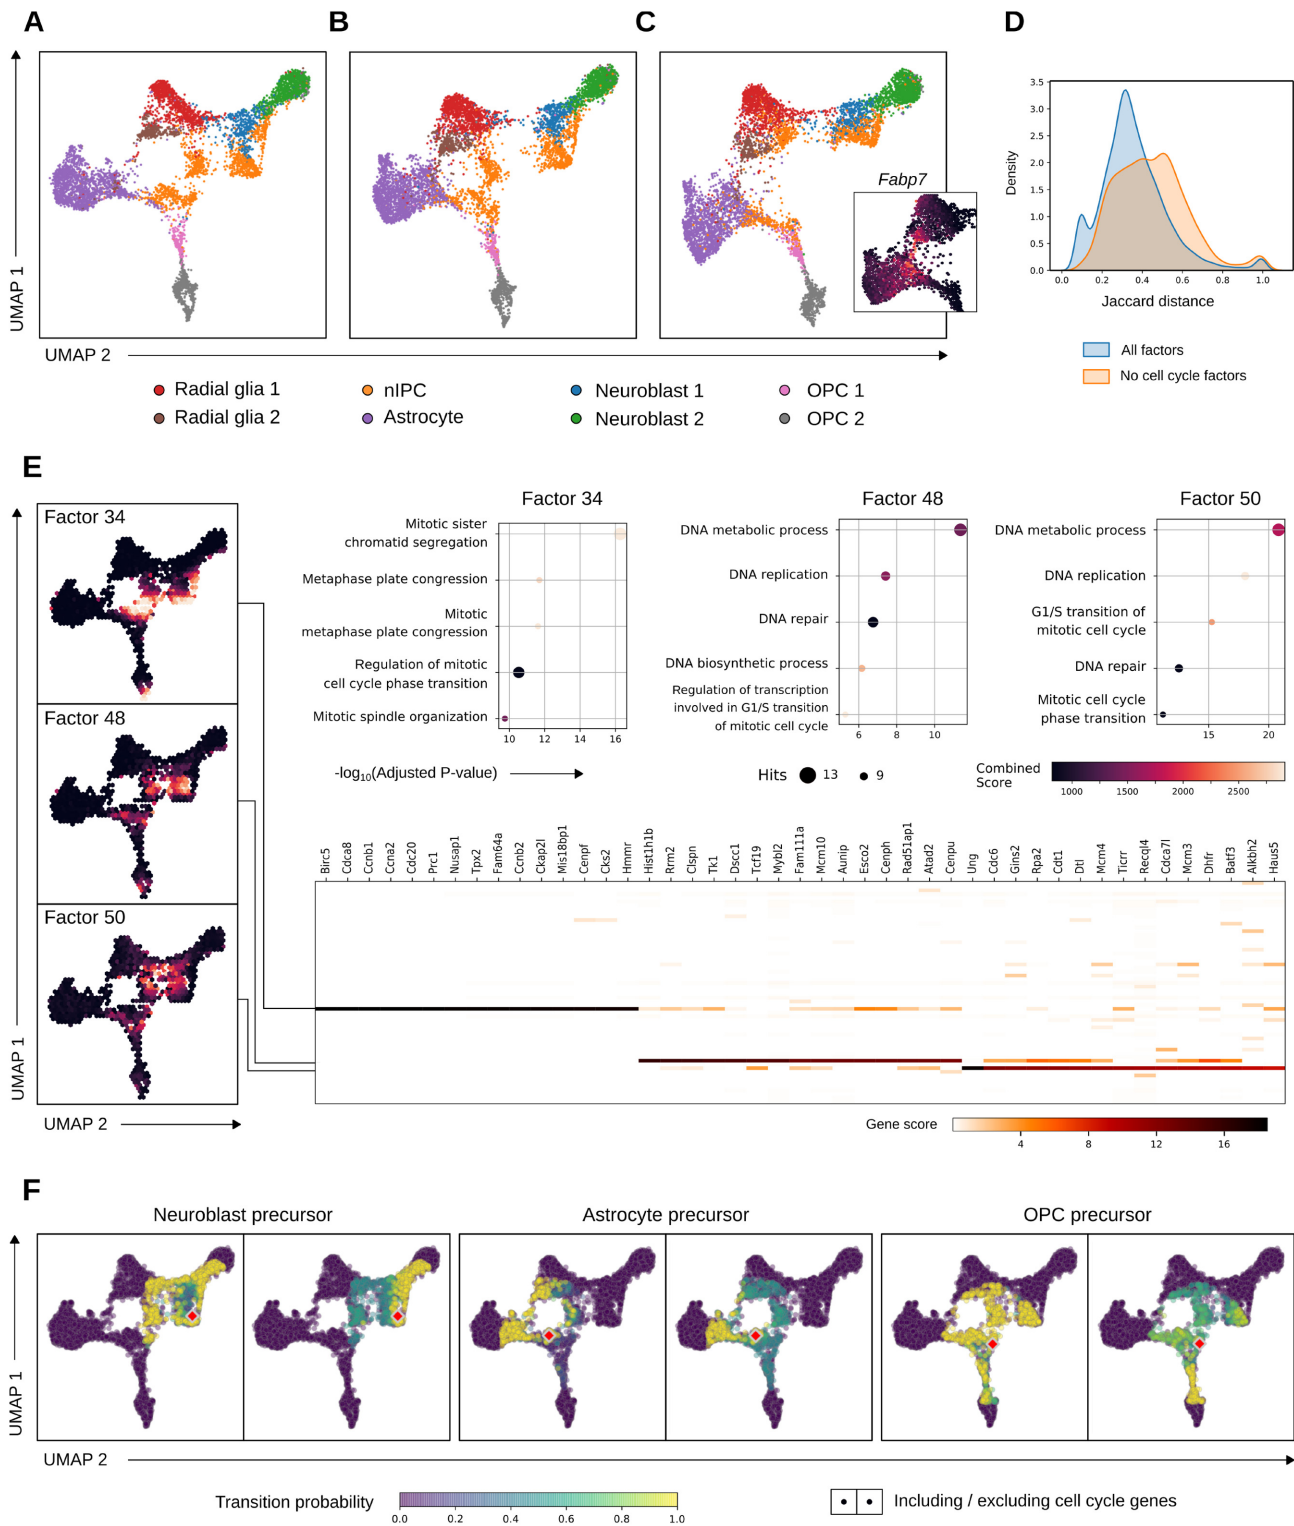 A
B
C
D
UMAP 1
Fabp7
UMAP 2
3.5
3.0
2.5
2.0
1.5
1.0
0.5
0.0
Density
0.0 0.2 0.4 0.6 0.8 1.0
Jaccard distance
All factors
No cell cycle factors
Radial glia 1
nIPC
Neuroblast 1
OPC 1
Radial glia 2
Astrocyte
Neuroblast 2
OPC 2
E
Factor 34
Factor 48
Factor 50
UMAP 1
UMAP 2
Factor 34
Mitotic sister
chromatid segregation
Metaphase plate congression
Mitotic
metaphase plate congression
Regulation of mitotic
cell cycle phase transition
Mitotic spindle organization
10 12 14 16
Factor 48
DNA metabolic process
DNA replication
DNA repair
DNA biosynthetic process
Regulation of transcription
involved in G1/S transition
of mitotic cell cycle
6 8 10
Factor 50
DNA metabolic process
DNA replication
G1/S transition of
mitotic cell cycle
DNA repair
Mitotic cell cycle
phase transition
15 20
-log10(Adjusted P-value)
Hits 13 9
Combined
Score
1000 1500 2000 2500
Birc5
Cdca8
Ccnb1
Ccna2
Cdc20
Prc1
Nusap1
Tpx2
Fam64a
Ccnb2
Ckap2l
Mis18bp1
Cenpf
Cks2
Hmmr
Hist1h1b
Rrm2
Clspn
Tk1
Dscc1
Tcf19
Mybl2
Fam111a
Mcm10
Aunip
Esco2
Cenph
Rad51ap1
Atad2
Cenpu
Ung
Cdc6
Gins2
Rpa2
Cdt1
Dtl
Mcm4
Ticrr
Recql4
Cdca7l
Mcm3
Dhfr
Batf3
Alkbh2
Haus5
Gene score
4 8 12 16
F
Neuroblast precursor
Astrocyte precursor
OPC precursor
UMAP 1
UMAP 2
Transition probability
0.0 0.2 0.4 0.6 0.8 1.0
Including / excluding cell cycle genes